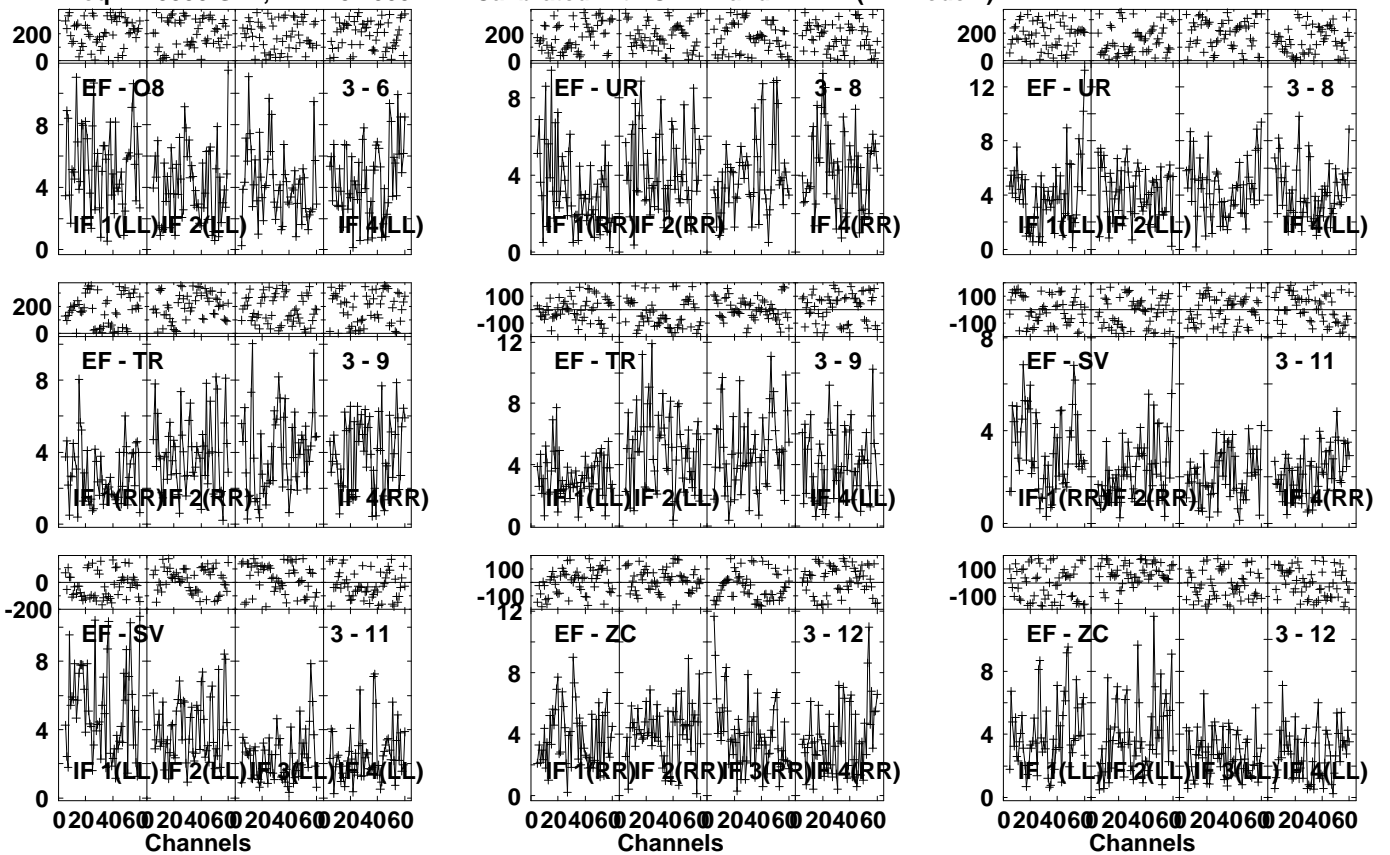 200
0
200
0
200
0
EF - O8 3 - 6
EF - UR 3 - 8
EF - UR 3 - 8
8
4
0
8
4
0
12
8
4
0
IF 1(LL) IF 2(LL) IF 4(LL)
IF 1(RR) IF 2(RR) IF 4(RR)
IF 1(LL) IF 2(LL) IF 4(LL)
200
0
100
-100
100
-100
EF - TR 3 - 9
EF - TR 3 - 9
EF - SV 3 - 11
8
4
0
12
8
4
0
8
4
0
IF 1(RR) IF 2(RR) IF 4(RR)
IF 1(LL) IF 2(LL) IF 4(LL)
IF 1(RR) IF 2(RR) IF 4(RR)
0
-200
100
-100
100
-100
EF - SV 3 - 11
EF - ZC 3 - 12
EF - ZC 3 - 12
8
4
0
12
8
4
0
8
4
0
IF 1(LL) IF 2(LL) IF 3(LL) IF 4(LL)
IF 1(RR) IF 2(RR) IF 3(RR) IF 4(RR)
IF 1(LL) IF 2(LL) IF 3(LL) IF 4(LL)
0 20 40 60 0 20 40 60 0 20 40 60 0 20 40 60
0 20 40 60 0 20 40 60 0 20 40 60 0 20 40 60
0 20 40 60 0 20 40 60 0 20 40 60 0 20 40 60
Channels
Channels
Channels